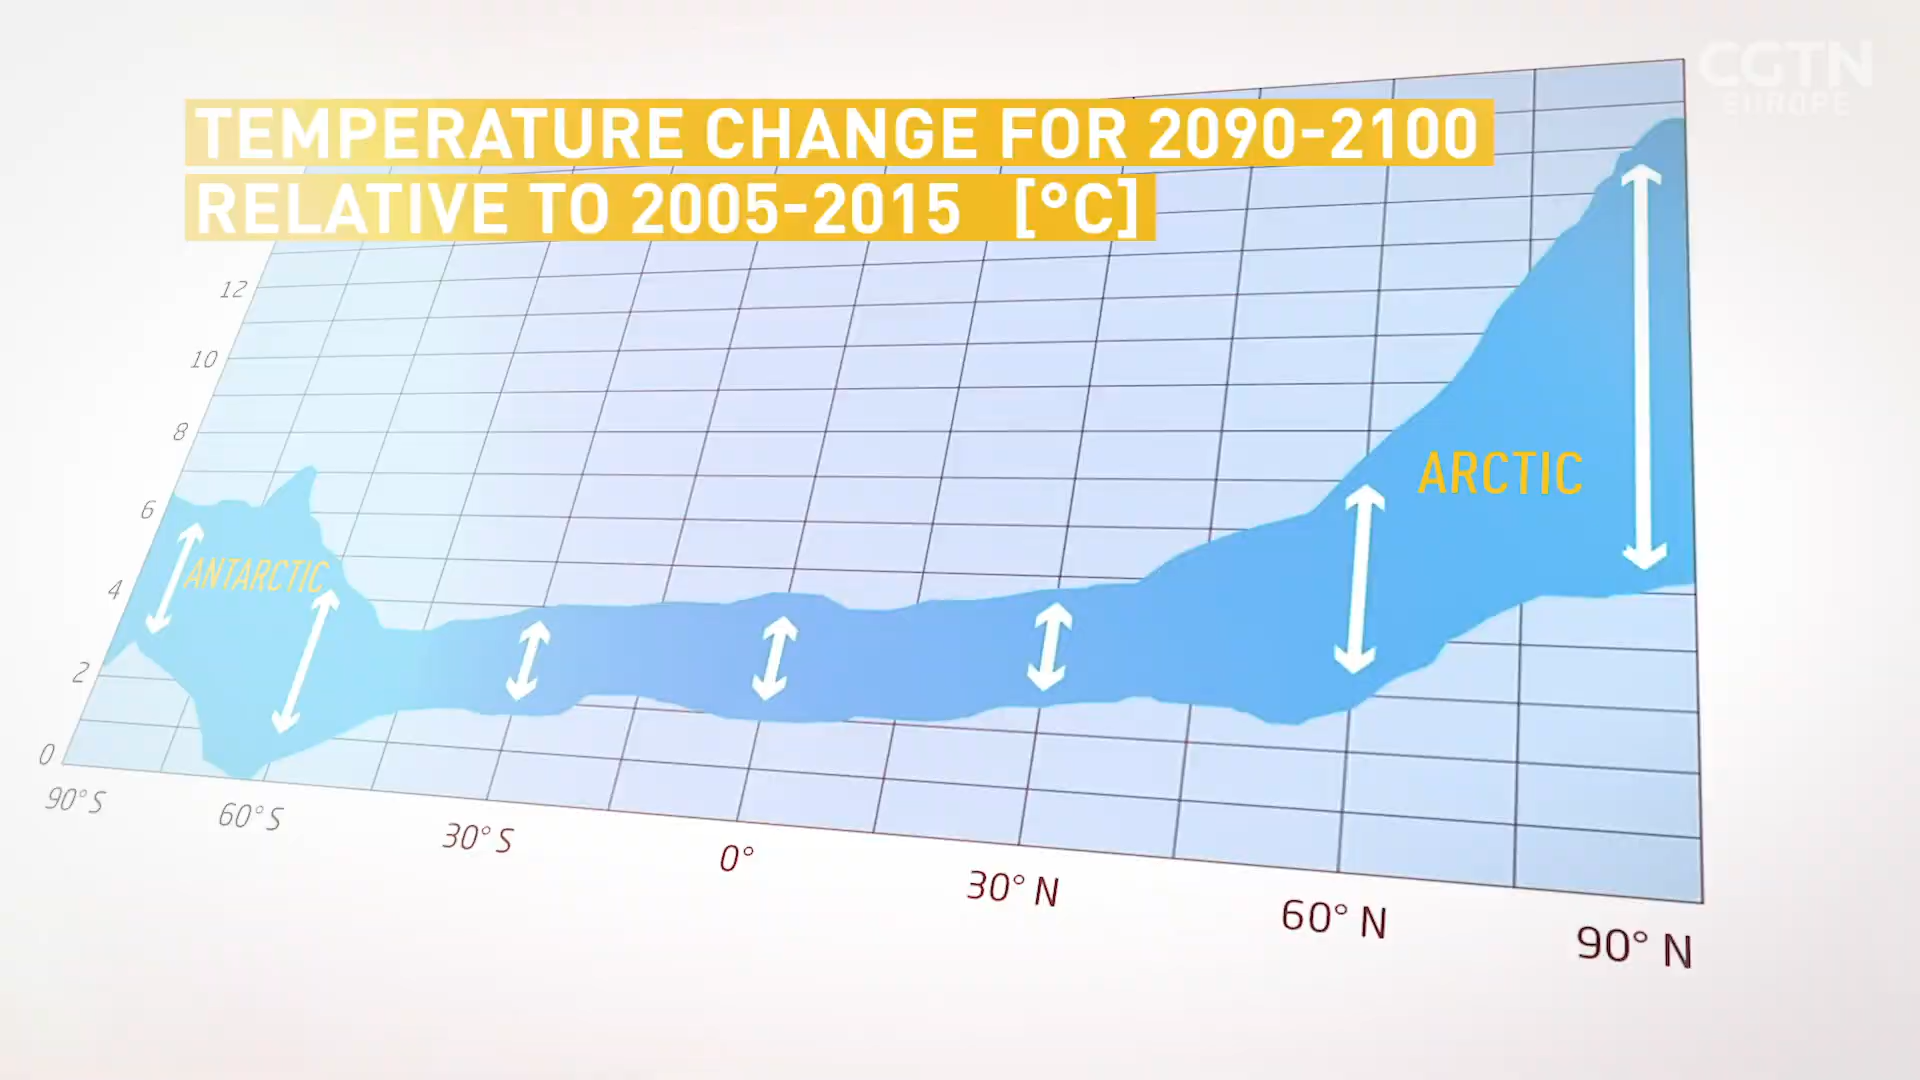 CGTN
EUROPE
TEMPERATURE CHANGE FOR 2090-2100
RELATIVE TO 2005-2015 [°C]
12
10
8
6
4
2
0
ANTARCTIC
ARCTIC
90° S
60° S
30° S
0°
30° N
60° N
90° N